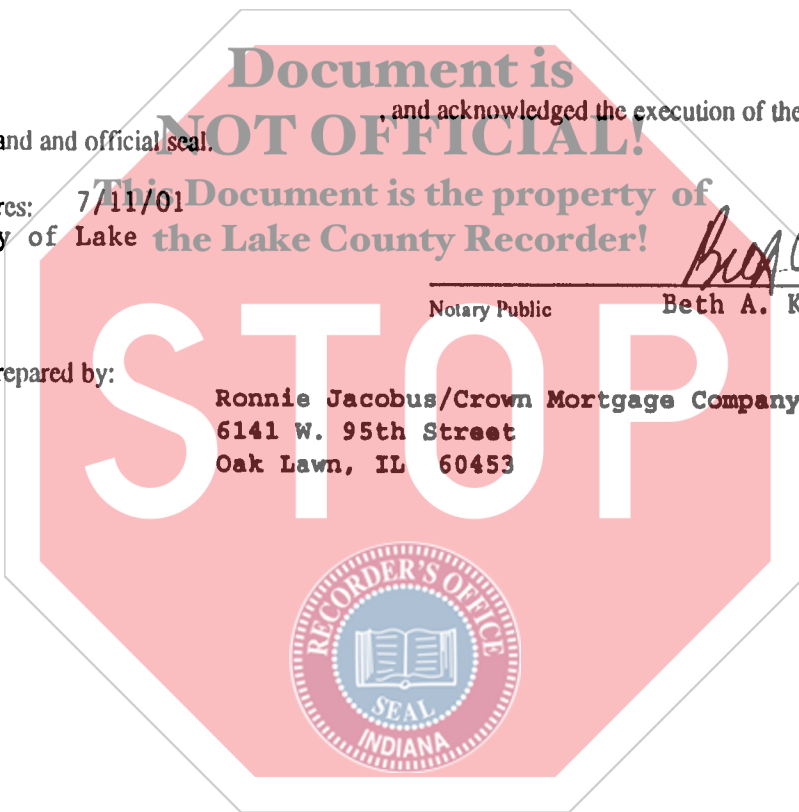 Document is
, and acknowledged the execution of the
NOT OFFICIAL!
and and official seal.
This Document is the property of
res: 7/11/01
the Lake County Recorder!
y of Lake
Notary Public Beth A. K
repared by:
STOP
Ronnie Jacobus/Crown Mortgage Company
6141 W. 95th Street
Oak Lawn, IL 60453
RECORDER'S OFFICE
SEAL
INDIANA